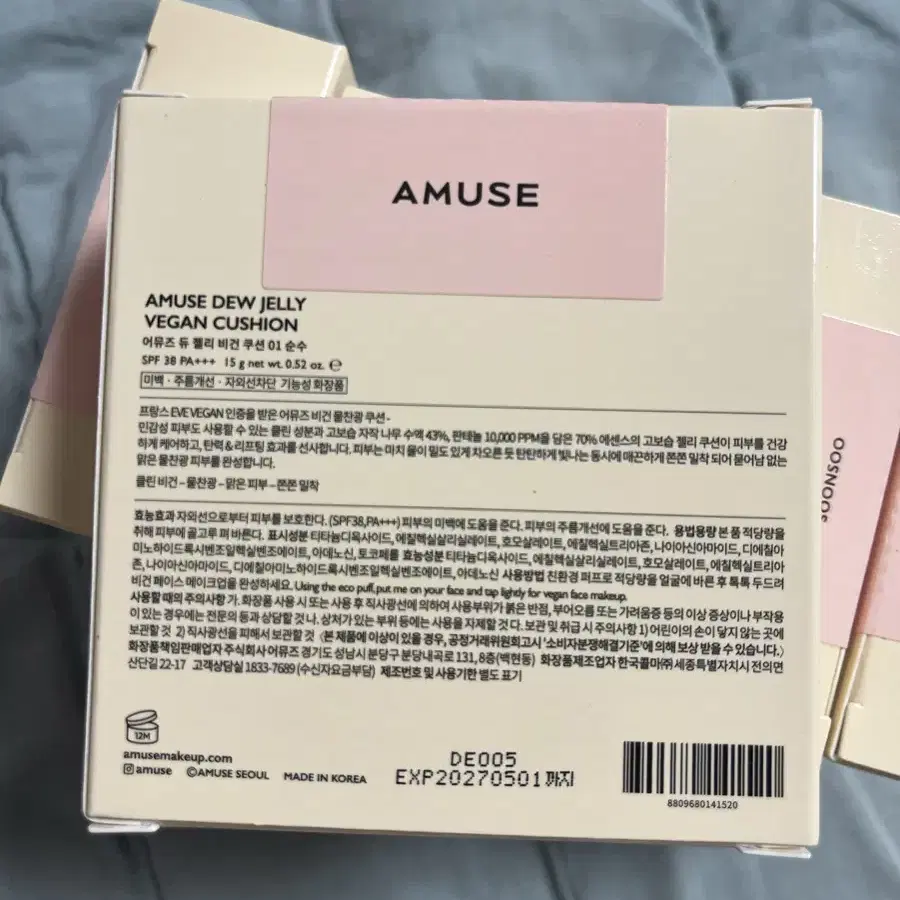 AMUSE
AMUSE DEW JELLY
VEGAN CUSHION
어뮤즈 듀 젤리 비건 쿠션 01 순수
SPF 38 PA+++ 15 g net wt. 0.52 oz. ℮
미백 · 주름개선 · 자외선차단 기능성 화장품
프랑스 EVE VEGAN 인증을 받은 어뮤즈 비건 물찬광 쿠션 -
민감성 피부도 사용할 수 있는 클린 성분과 고보습 자작 나무 수액 43%, 판테놀 10,000 PPM을 담은 70% 에센스의 고보습 젤리 쿠션이 피부를 건강
하게 케어하고, 탄력 & 리프팅 효과를 선사합니다. 피부는 마치 물이 밀도 있게 차오른 듯 탄탄하게 빛나는 동시에 매끈하게 쫀쫀 밀착 되어 묻어남 없는
맑은 물찬광 피부를 완성합니다.
클린 비건 – 물찬광 – 맑은 피부 – 쫀쫀 밀착
효능효과 자외선으로부터 피부를 보호한다. (SPF38, PA+++) 피부의 미백에 도움을 준다. 피부의 주름개선에 도움을 준다. 용법용량 본 품 적당량을
취해 피부에 골고루 펴 바른다. 표시성분 티타늄디옥사이드, 에칠헥실살리실레이트, 호모살레이트, 에칠헥실트리아존, 나이아신아마이드, 디에칠아
미노하이드록시벤조일헥실벤조에이트, 아데노신, 토코페롤 효능성분 티타늄디옥사이드, 에칠헥실살리실레이트, 호모살레이트, 에칠헥실트리아
존, 나이아신아마이드, 디에칠아미노하이드록시벤조일헥실벤조에이트, 아데노신 사용방법 친환경 퍼프로 적당량을 얼굴에 바른 후 톡톡 두드려
비건 페이스 메이크업을 완성하세요. Using the eco puff, put me on your face and tap lightly for vegan face makeup.
사용할 때의 주의사항 가. 화장품 사용 시 또는 사용 후 직사광선에 의하여 사용부위가 붉은 반점, 부어오름 또는 가려움증 등의 이상 증상이나 부작용
이 있는 경우에는 전문의 등과 상담할 것 나. 상처가 있는 부위 등에는 사용을 자제할 것 다. 보관 및 취급 시 주의사항 1) 어린이의 손이 닿지 않는 곳에
보관할 것 2) 직사광선을 피해서 보관할 것 (본 제품에 이상이 있을 경우, 공정거래위원회고시 '소비자분쟁해결기준'에 의해 보상 받을 수 있습니다.)
화장품책임판매업자 주식회사 어뮤즈 경기도 성남시 분당구 분당내곡로 131, 8층(백현동) 화장품제조업자 한국콜마㈜ 세종특별자치시 전의면
산단길 22-17 고객상담실 1833-7689 (수신자요금부담) 제조번호 및 사용기한 별도 표기
12M
amusemakeup.com
amuse ©AMUSE SEOUL MADE IN KOREA
DE005
EXP20270501까지
8809680141520
SOONSOO